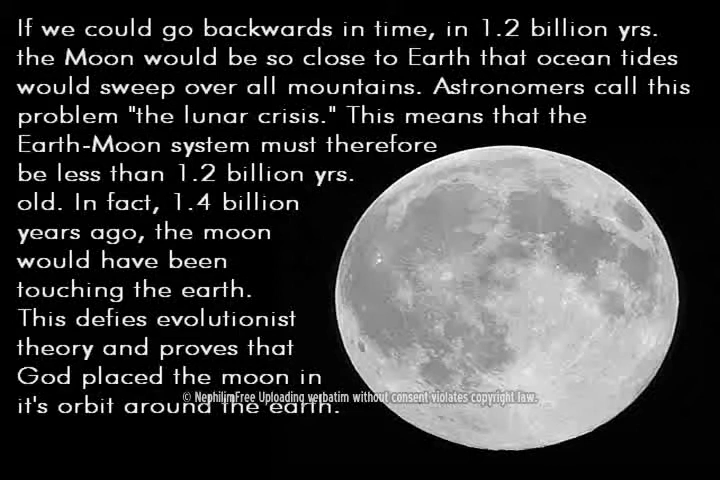 If we could go backwards in time, in 1.2 billion yrs.
the Moon would be so close to Earth that ocean tides
would sweep over all mountains. Astronomers call this
problem "the lunar crisis." This means that the
Earth-Moon system must therefore
be less than 1.2 billion yrs.
old. In fact, 1.4 billion
years ago, the moon
would have been
touching the earth.
This defies evolutionist
theory and proves that
God placed the moon in
it's orbit around the earth.
© NephilimFree Uploading verbatim without consent violates copyright law.